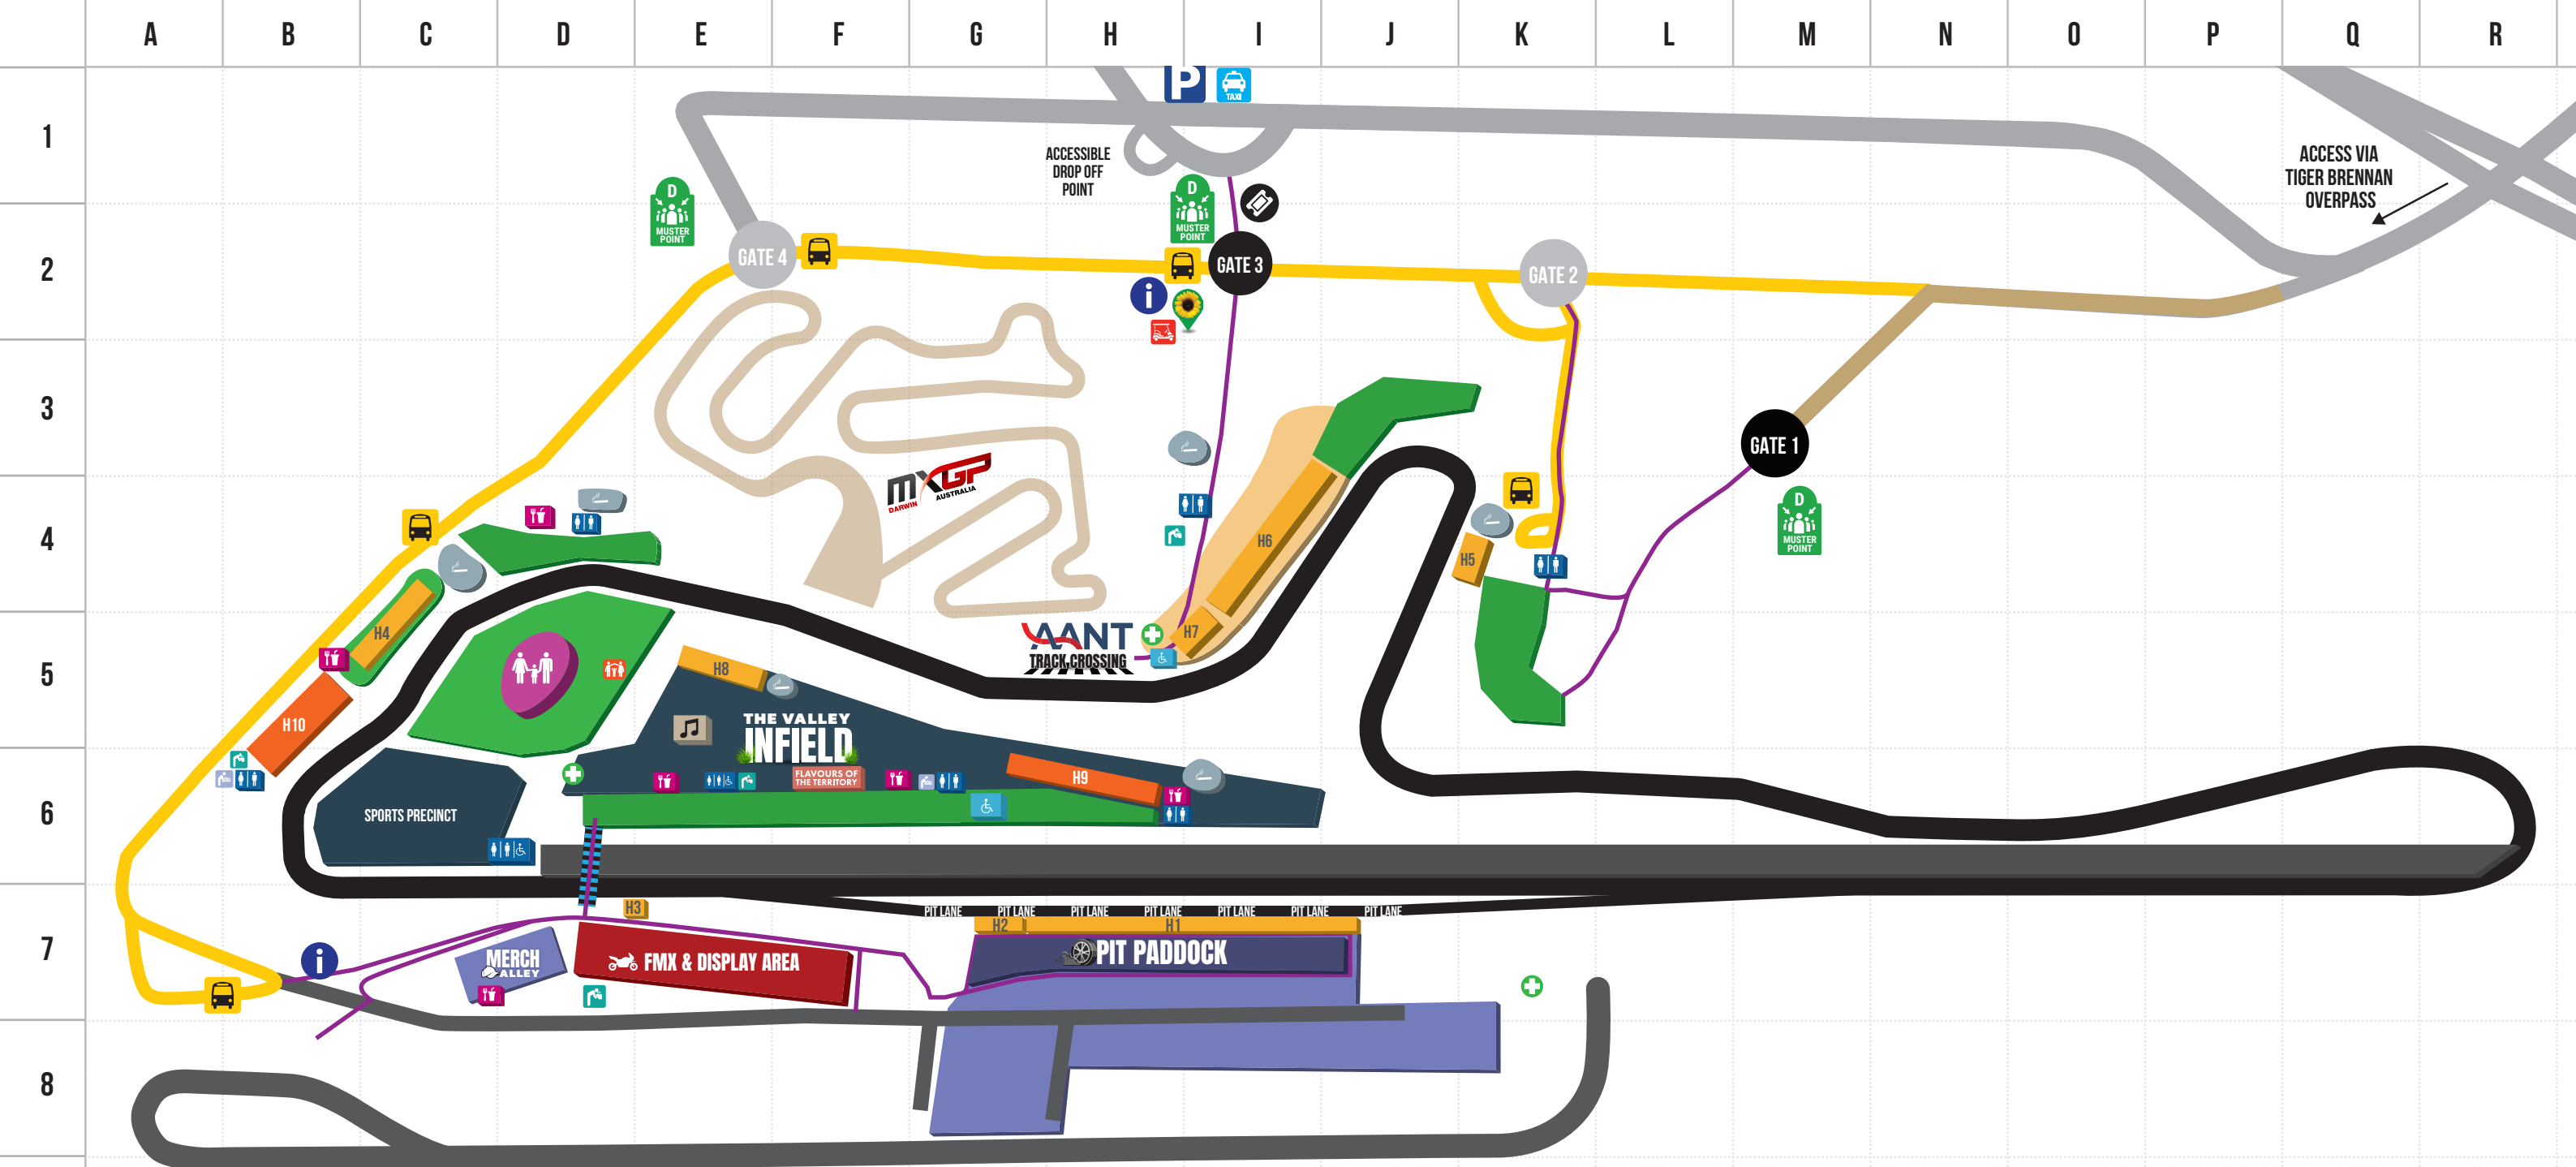 A B C D E F G H I J K L M N O P Q R
1
2
3
4
5
6
7
8
P
TAXI
ACCESSIBLE
DROP OFF
POINT
ACCESS VIA
TIGER BRENNAN
OVERPASS
D
MUSTER
POINT
D
MUSTER
POINT
GATE 4
GATE 3
GATE 2
i
GATE 1
D
MUSTER
POINT
MXGP
DARWIN AUSTRALIA
H6
H5
H4
H7
AANT
TRACK CROSSING
H8
H10
THE VALLEY
INFIELD
FLAVOURS OF
THE TERRITORY
H9
SPORTS PRECINCT
H3
PIT LANE PIT LANE PIT LANE PIT LANE PIT LANE PIT LANE PIT LANE
H2 H1
i
MERCH
ALLEY
FMX & DISPLAY AREA
PIT PADDOCK